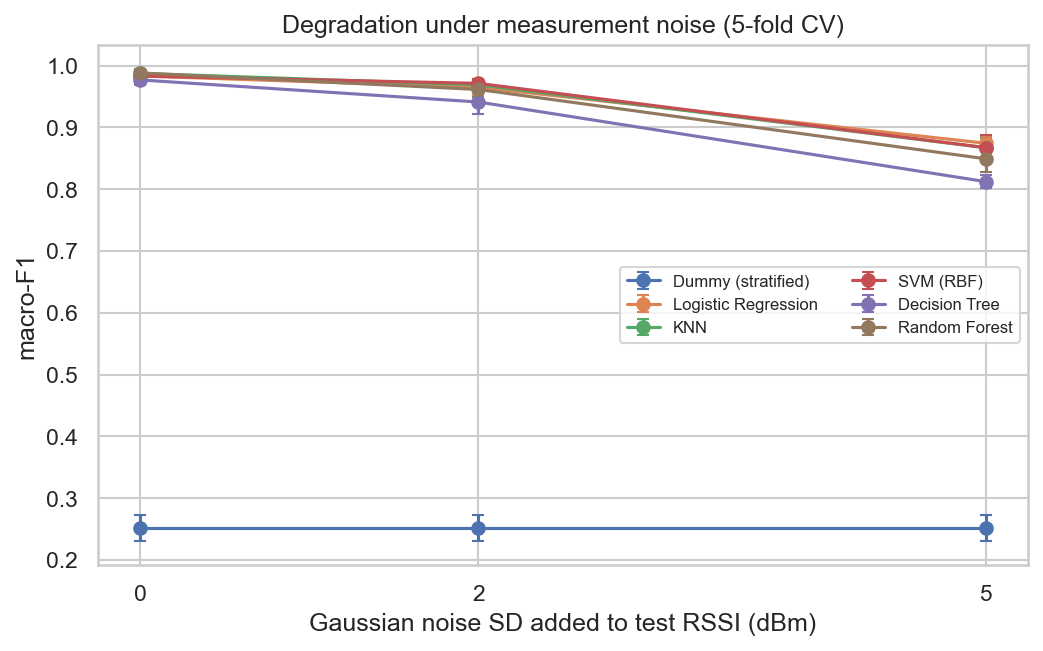 Degradation under measurement noise (5-fold CV)
macro-F1
1.0
0.9
0.8
0.7
0.6
0.5
0.4
0.3
0.2
Dummy (stratified)
Logistic Regression
KNN
SVM (RBF)
Decision Tree
Random Forest
0
2
5
Gaussian noise SD added to test RSSI (dBm)